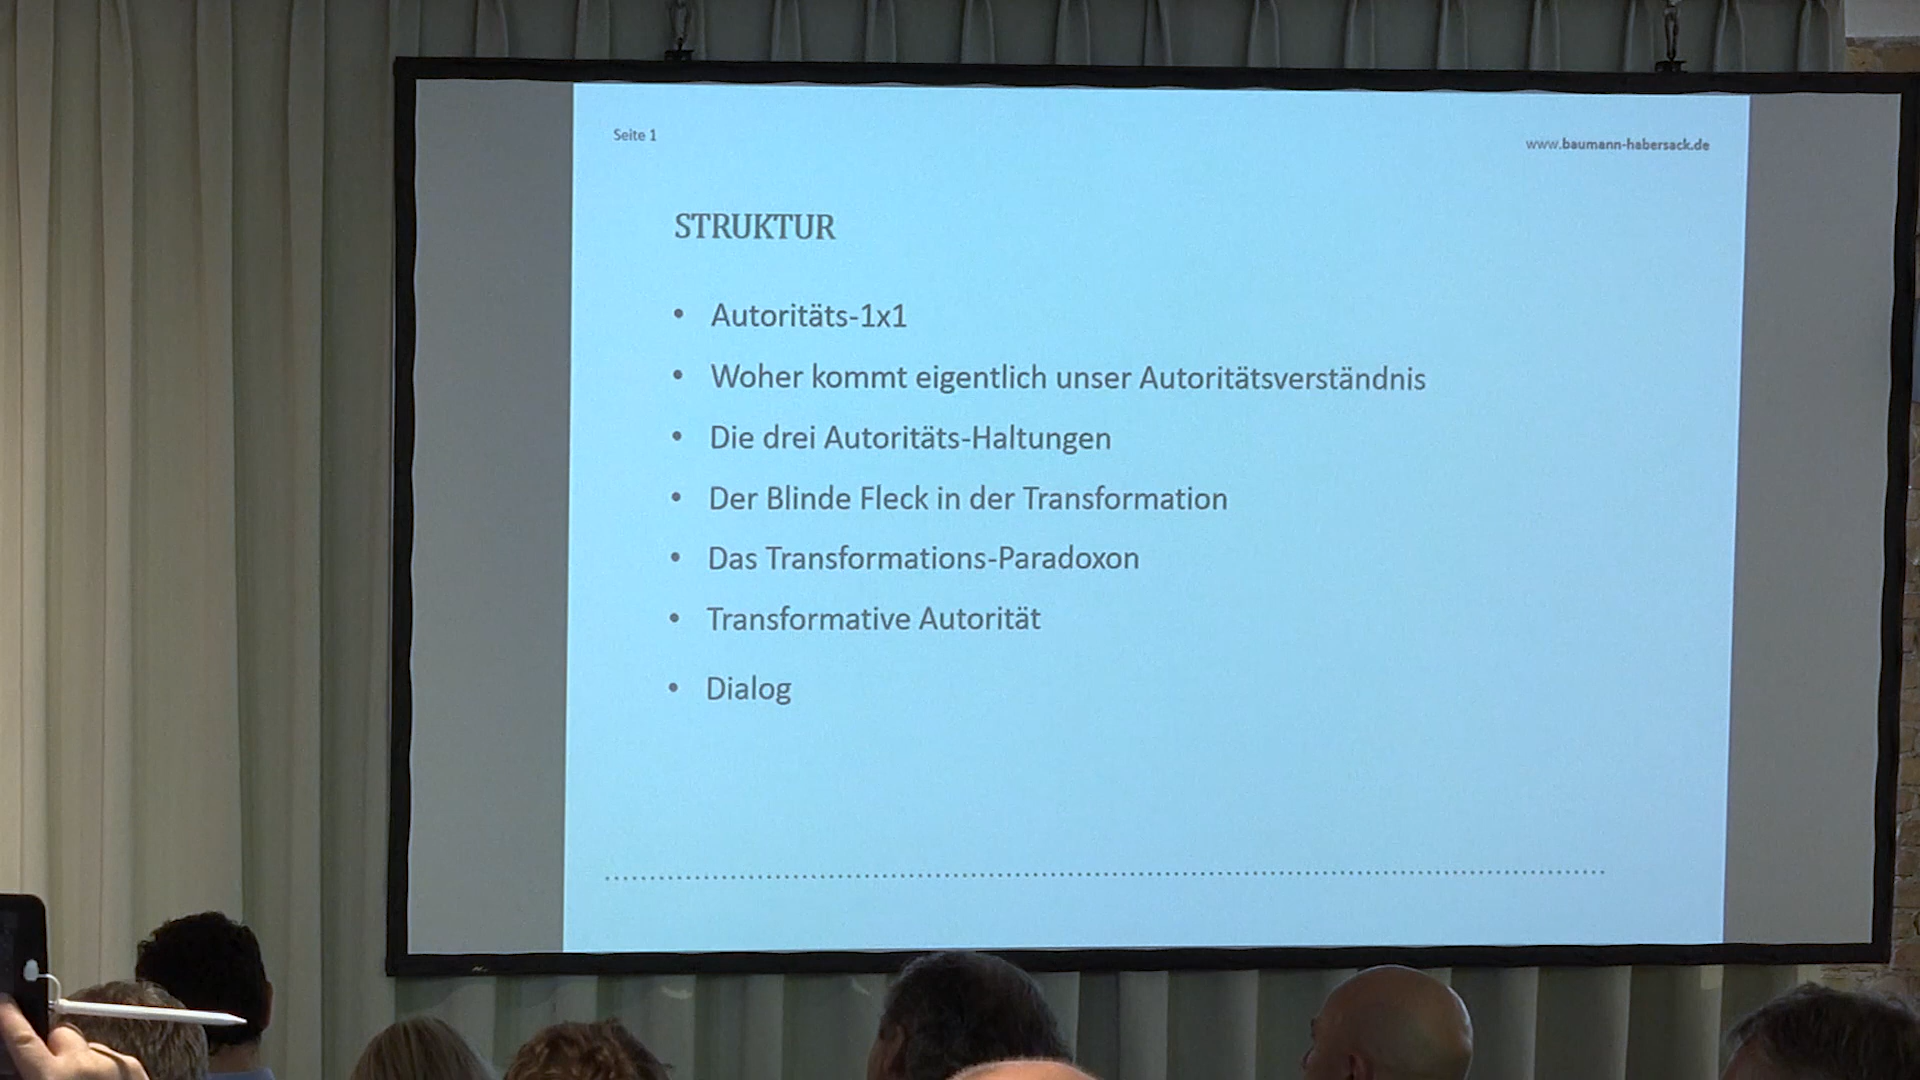 Seite 1
www.baumann-habersack.de
STRUKTUR
• Autoritäts-1x1
• Woher kommt eigentlich unser Autoritätsverständnis
• Die drei Autoritäts-Haltungen
• Der Blinde Fleck in der Transformation
• Das Transformations-Paradoxon
• Transformative Autorität
• Dialog